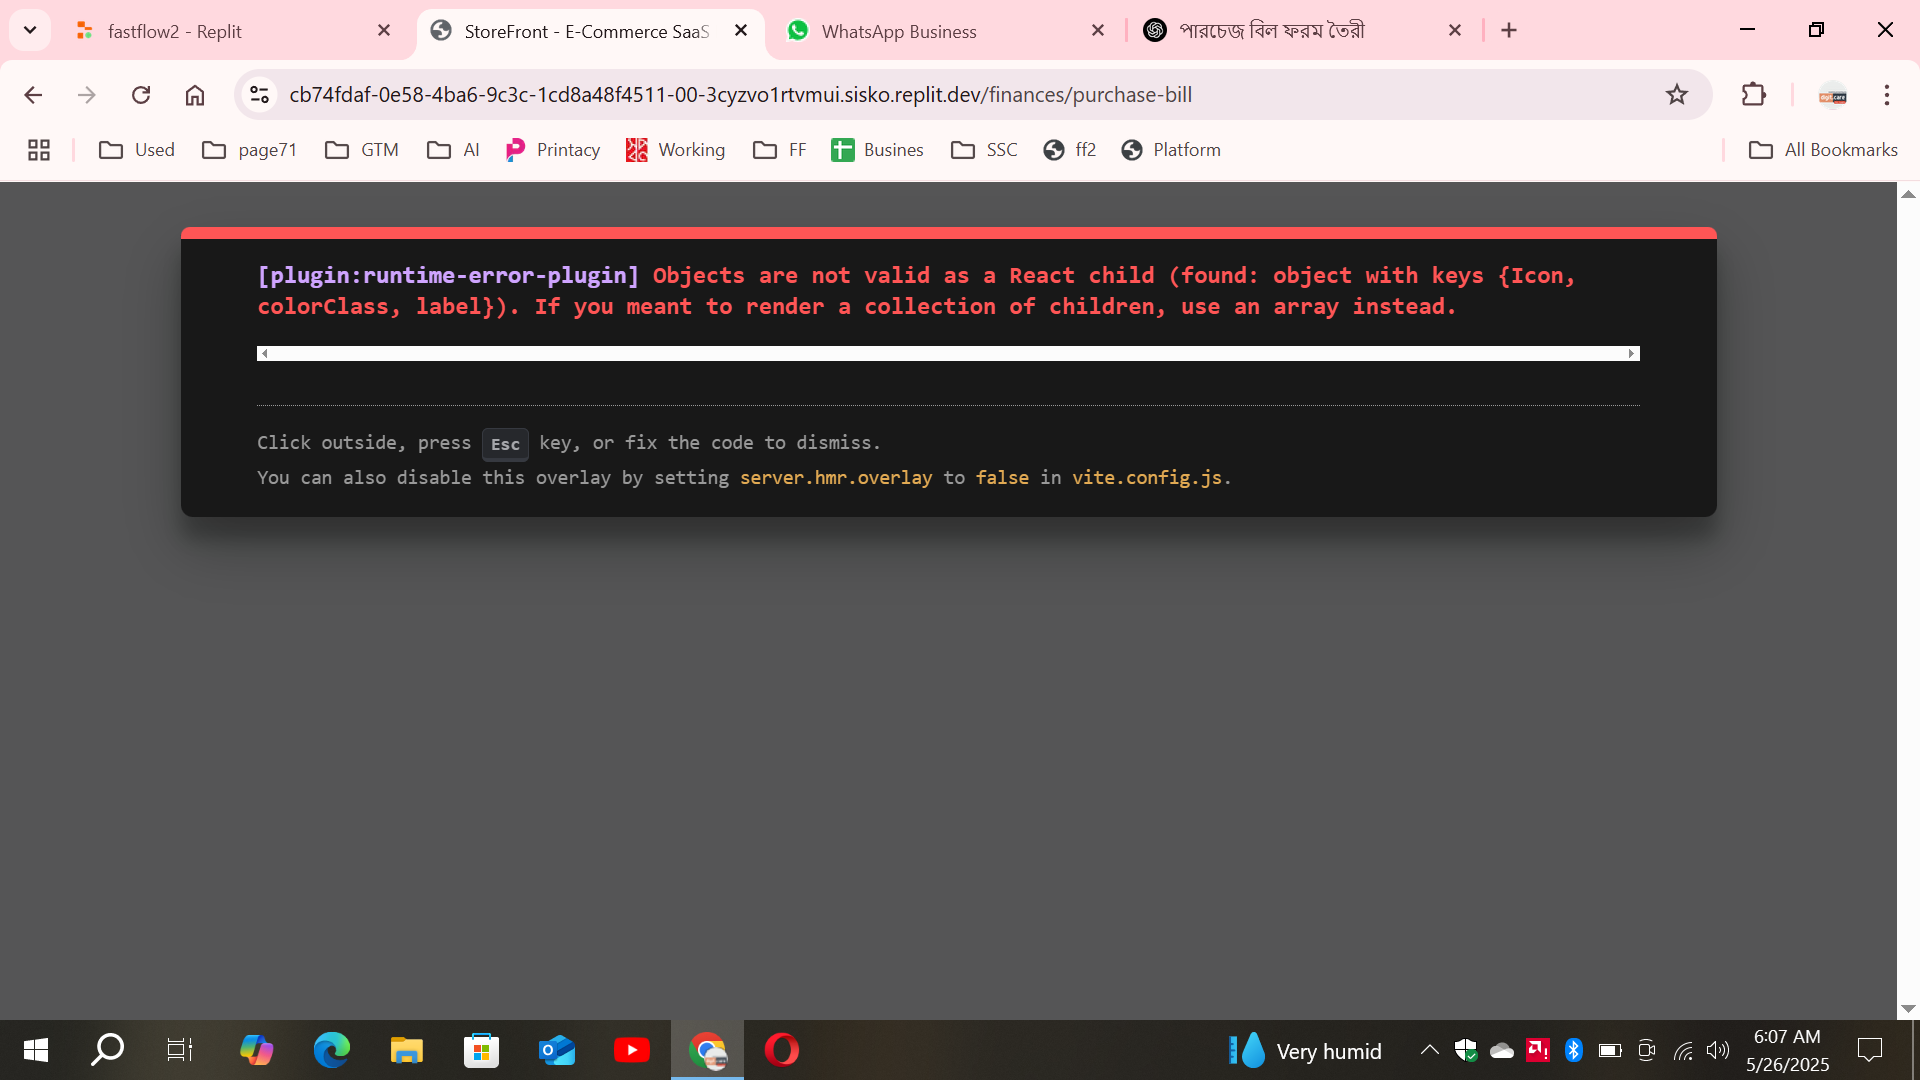 fastflow2 - Replit
StoreFront - E-Commerce SaaS
WhatsApp Business
পারচেজ বিল ফরম তৈরী
cb74fdaf-0e58-4ba6-9c3c-1cd8a48f4511-00-3cyzvo1rtvmui.sisko.replit.dev/finances/purchase-bill
Used
page71
GTM
AI
Printacy
Working
FF
Busines
SSC
ff2
Platform
All Bookmarks
[plugin:runtime-error-plugin] Objects are not valid as a React child (found: object with keys {Icon,
colorClass, label}). If you meant to render a collection of children, use an array instead.
Click outside, press Esc key, or fix the code to dismiss.
You can also disable this overlay by setting server.hmr.overlay to false in vite.config.js.
Very humid
6:07 AM
5/26/2025